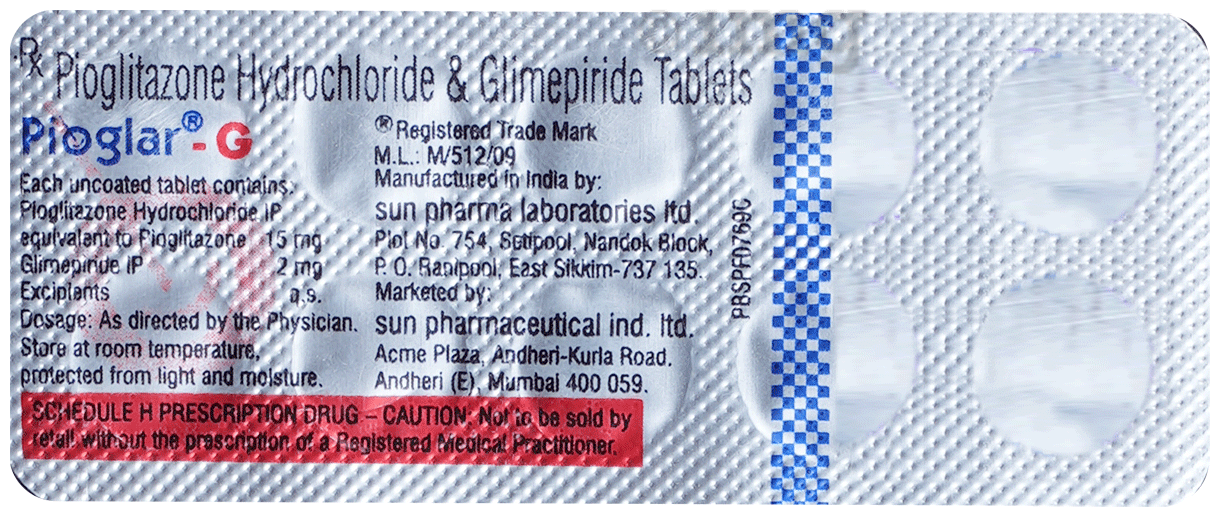 Rx Pioglitazone Hydrochloride & Glimepiride Tablets
Pioglar®-G
Each uncoated tablet contains:
Pioglitazone Hydrochloride IP
equivalent to Pioglitazone 15 mg
Glimepiride IP 2 mg
Excipients q.s.
Dosage: As directed by the Physician.
Store at room temperature,
protected from light and moisture.
® Registered Trade Mark
M.L.: M/512/09
Manufactured in India by:
sun pharma laboratories ltd.
Plot No. 754, Setipool, Nandok Block,
P. O. Ranipool, East Sikkim-737 135.
Marketed by:
sun pharmaceutical ind. ltd.
Acme Plaza, Andheri-Kurla Road.
Andheri (E), Mumbai 400 059.
PBSPF0769C
SCHEDULE H PRESCRIPTION DRUG – CAUTION: Not to be sold by
retail without the prescription of a Registered Medical Practitioner.